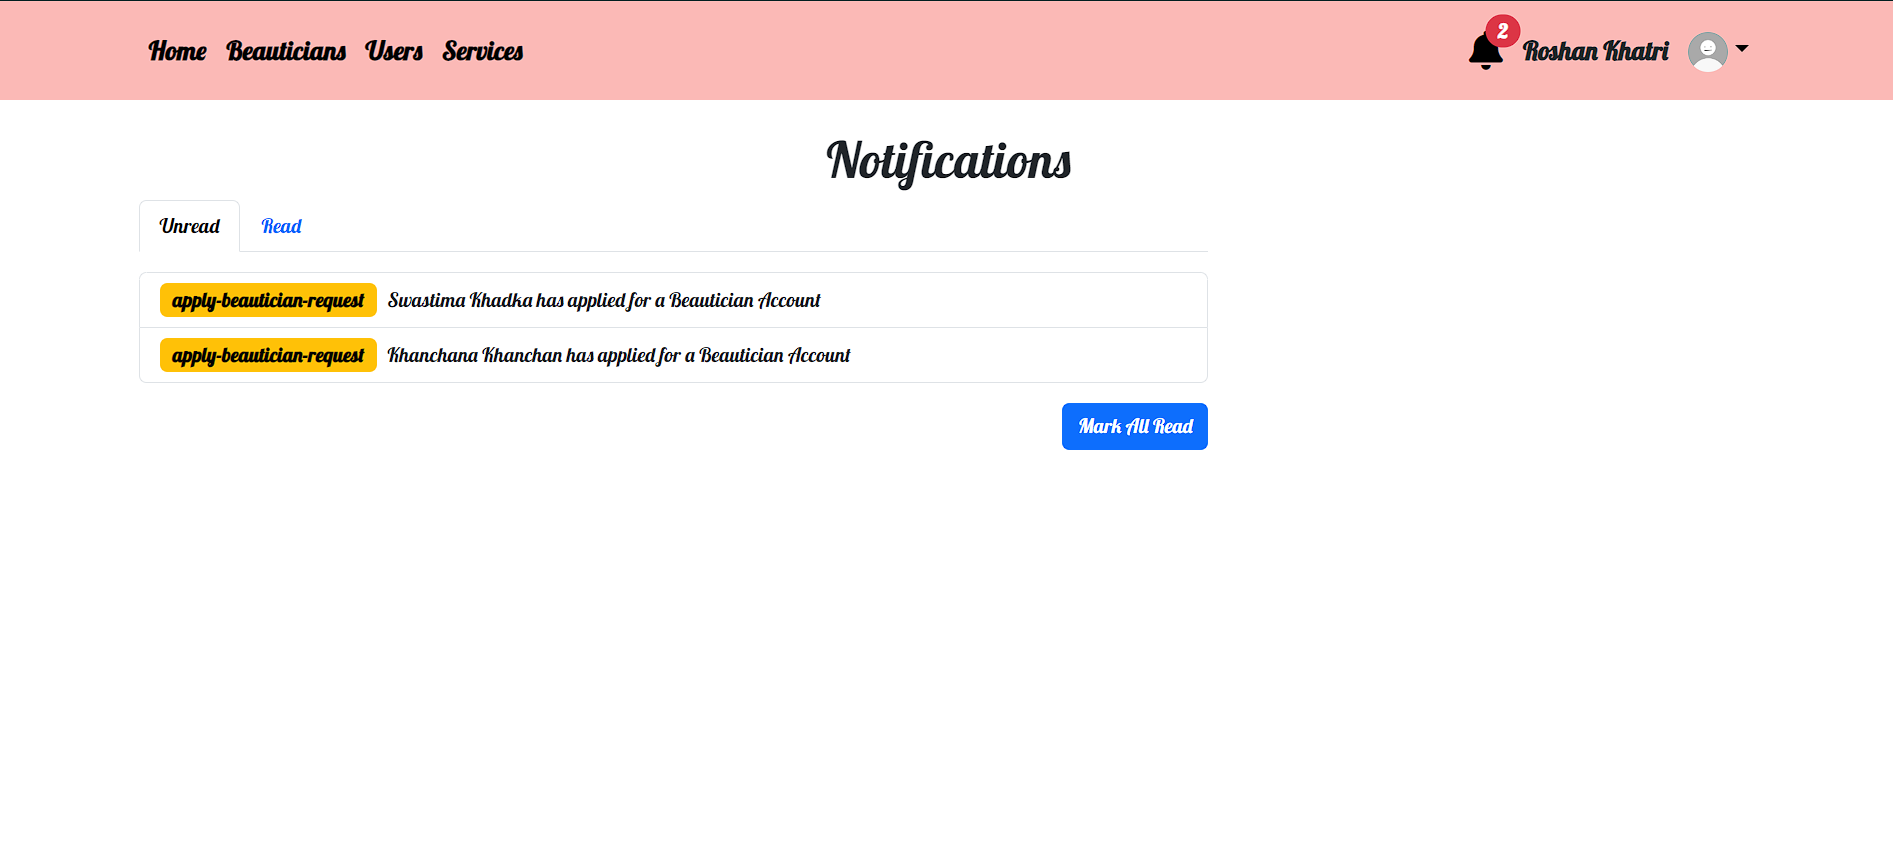 Home Beauticians Users Services 2 Roshan Khatri
Notifications
Unread Read
apply-beautician-request Swastima Khadka has applied for a Beautician Account
apply-beautician-request Khanchana Khanchan has applied for a Beautician Account
Mark All Read